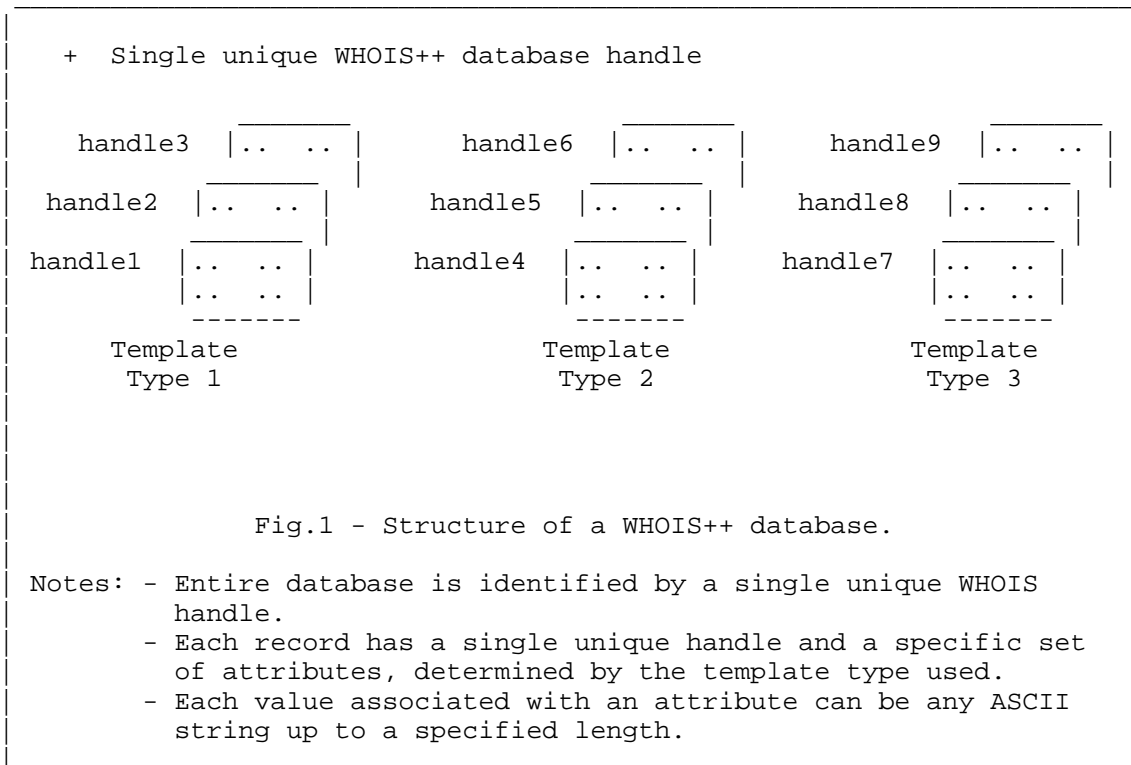 + Single unique WHOIS++ database handle
handle3 |.. .. | handle6 |.. .. | handle9 |.. .. |
handle2 |.. .. | handle5 |.. .. | handle8 |.. .. |
handle1 |.. .. | handle4 |.. .. | handle7 |.. .. |
|.. .. | |.. .. | |.. .. |
------- ------- -------
Template Template Template
Type 1 Type 2 Type 3
Fig.1 - Structure of a WHOIS++ database.
Notes: - Entire database is identified by a single unique WHOIS
handle.
- Each record has a single unique handle and a specific set
of attributes, determined by the template type used.
- Each value associated with an attribute can be any ASCII
string up to a specified length.